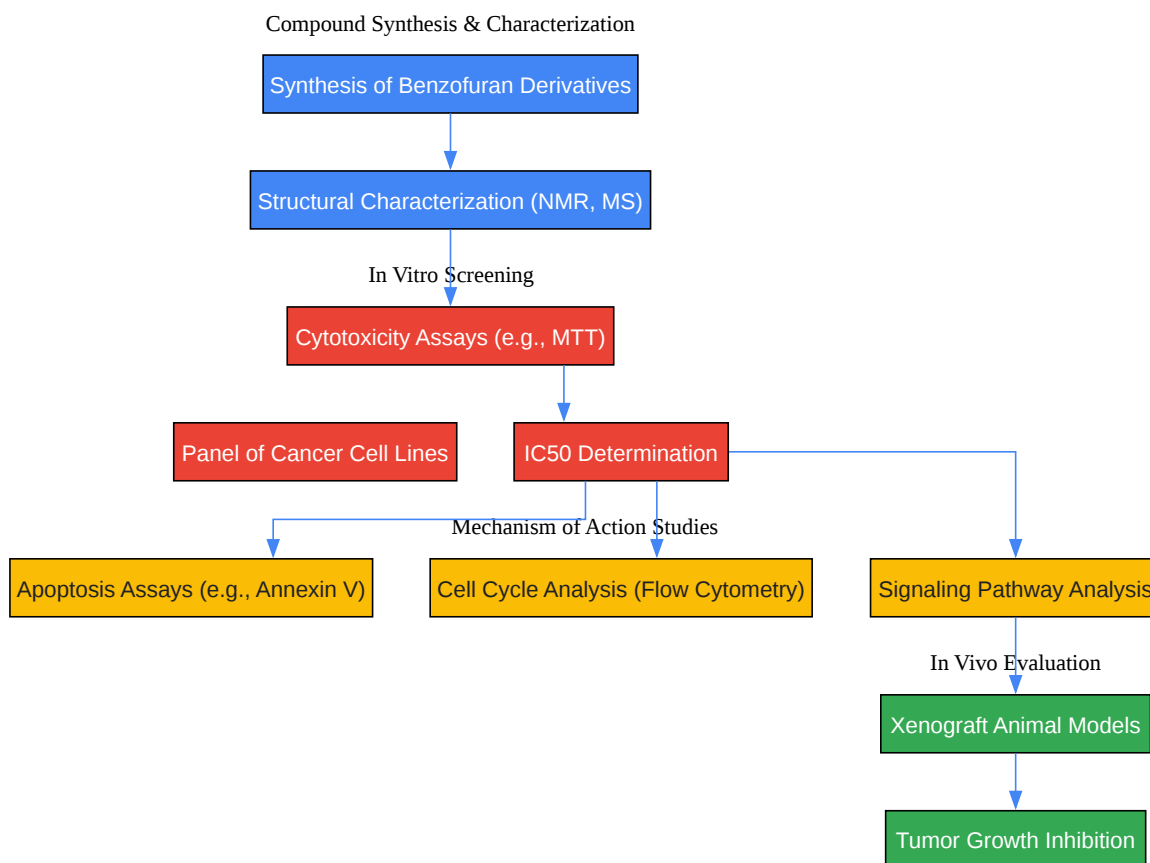 Compound Synthesis & Characterization
Synthesis of Benzofuran Derivatives
Structural Characterization (NMR, MS)
In Vitro Screening
Cytotoxicity Assays (e.g., MTT)
Panel of Cancer Cell Lines
IC50 Determination
Mechanism of Action Studies
Apoptosis Assays (e.g., Annexin V)
Cell Cycle Analysis (Flow Cytometry)
Signaling Pathway Analysis
In Vivo Evaluation
Xenograft Animal Models
Tumor Growth Inhibition